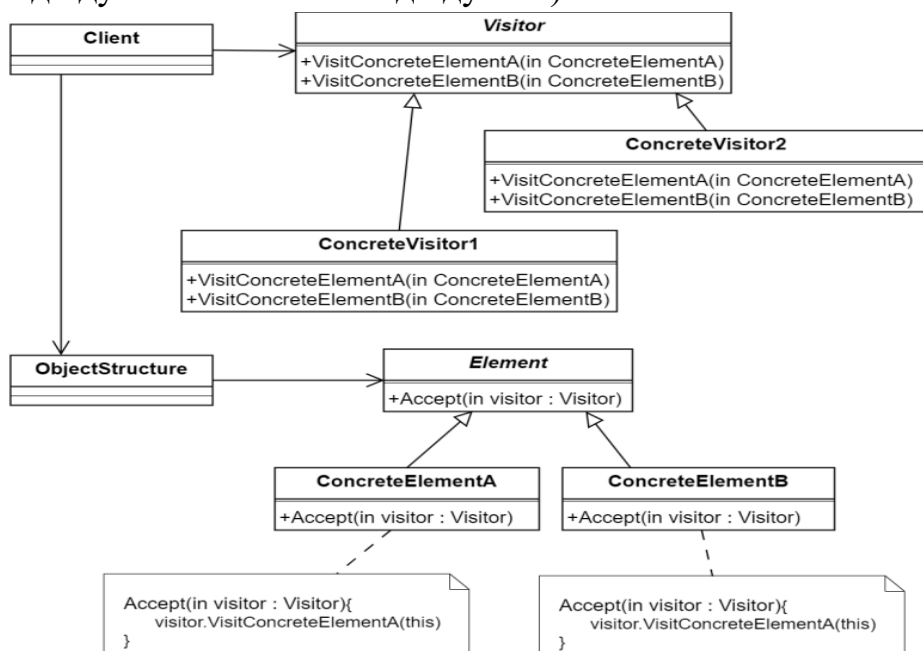 Client
Visitor
+VisitConcreteElementA(in ConcreteElementA)
+VisitConcreteElementB(in ConcreteElementB)
ConcreteVisitor2
+VisitConcreteElementA(in ConcreteElementA)
+VisitConcreteElementB(in ConcreteElementB)
ConcreteVisitor1
+VisitConcreteElementA(in ConcreteElementA)
+VisitConcreteElementB(in ConcreteElementB)
ObjectStructure
Element
+Accept(in visitor : Visitor)
ConcreteElementA
+Accept(in visitor : Visitor)
ConcreteElementB
+Accept(in visitor : Visitor)
Accept(in visitor : Visitor){
visitor.VisitConcreteElementA(this)
}
Accept(in visitor : Visitor){
visitor.VisitConcreteElementA(this)
}